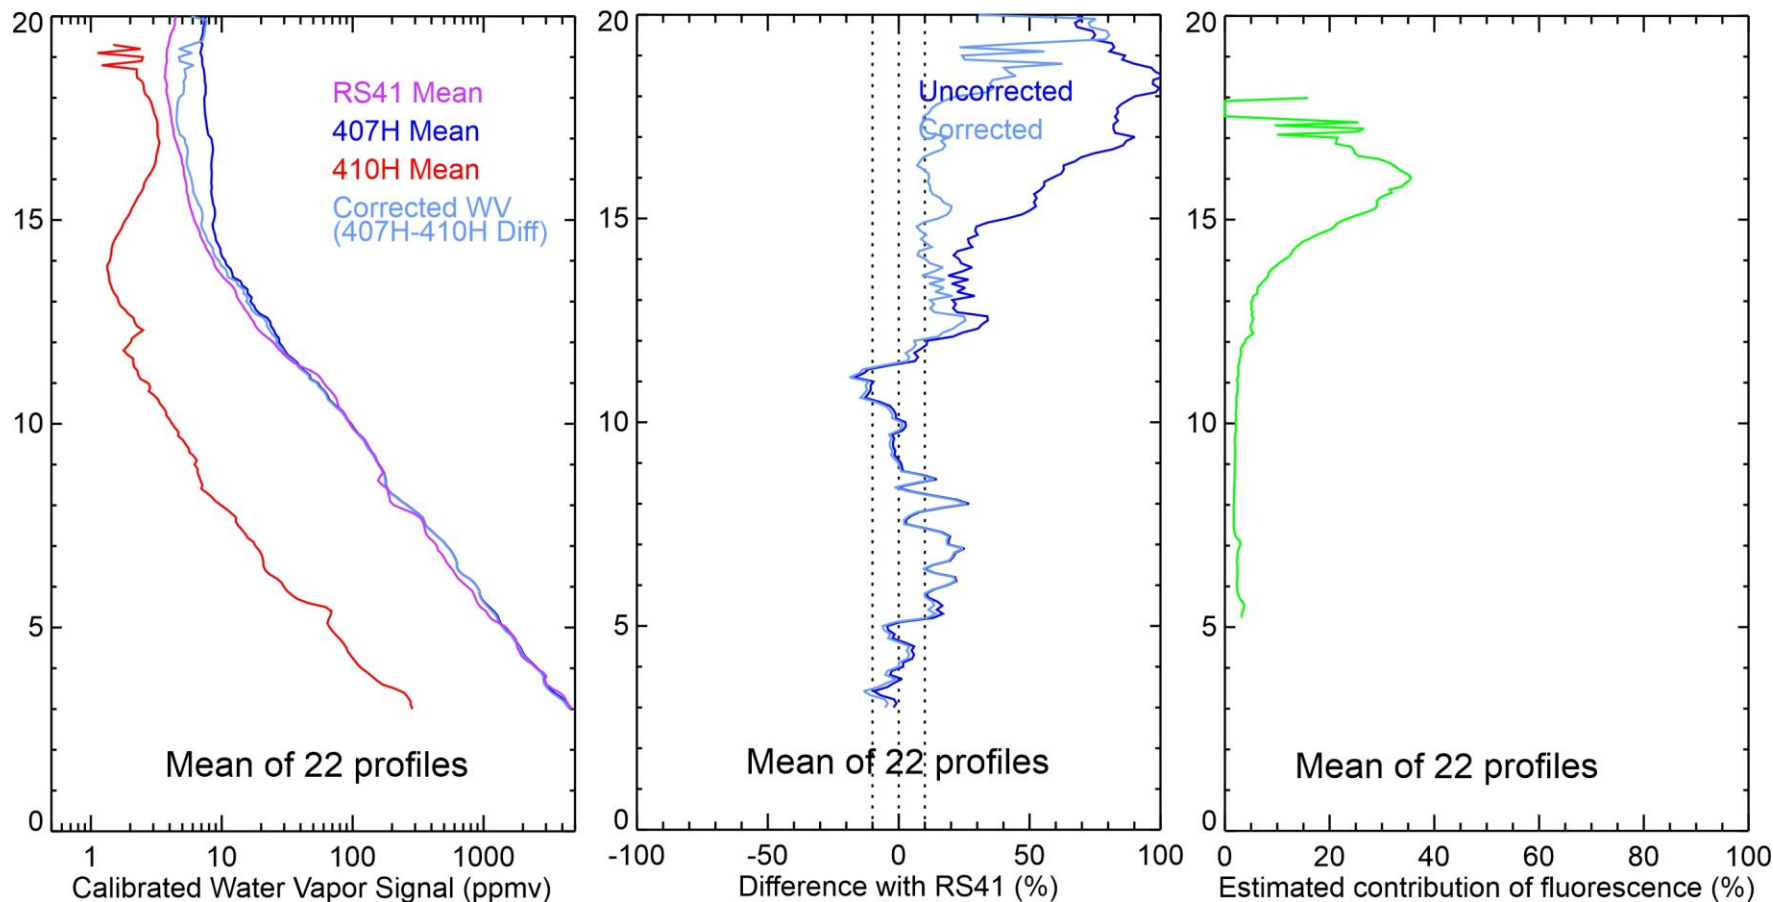 20
15
10
5
0
RS41 Mean
407H Mean
410H Mean
Corrected WV
(407H-410H Diff)
Mean of 22 profiles
1 10 100 1000
Calibrated Water Vapor Signal (ppmv)
20
15
10
5
0
Uncorrected
Corrected
Mean of 22 profiles
-100 -50 0 50 100
Difference with RS41 (%)
20
15
10
5
0
Mean of 22 profiles
0 20 40 60 80 100
Estimated contribution of fluorescence (%)